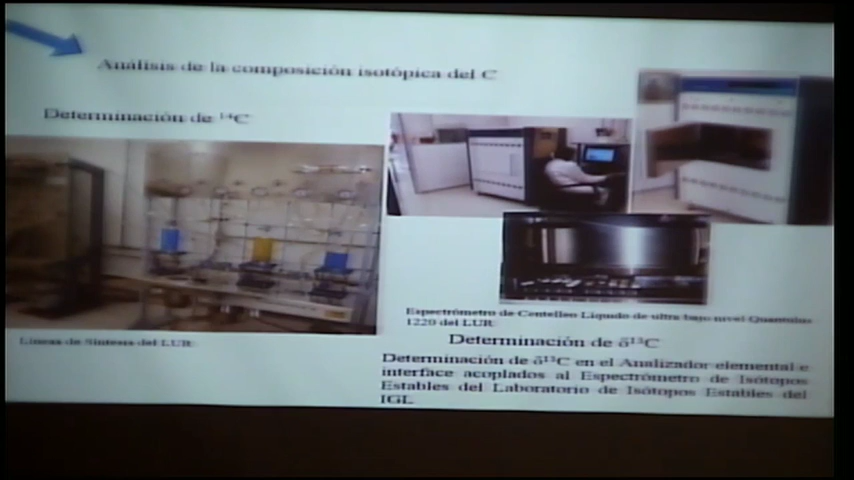 Análisis de la composición isotópica del C
Determinación de ¹⁴C
Líneas de Síntesis del LUR
Espectrómetro de Centelleo Líquido de ultra bajo nivel Quantulus
1220 del LUR
Determinación de δ¹³C
Determinación de δ¹³C en el Analizador elemental e
interface acoplados al Espectrómetro de Isótopos
Estables del Laboratorio de Isótopos Estables del
IGL